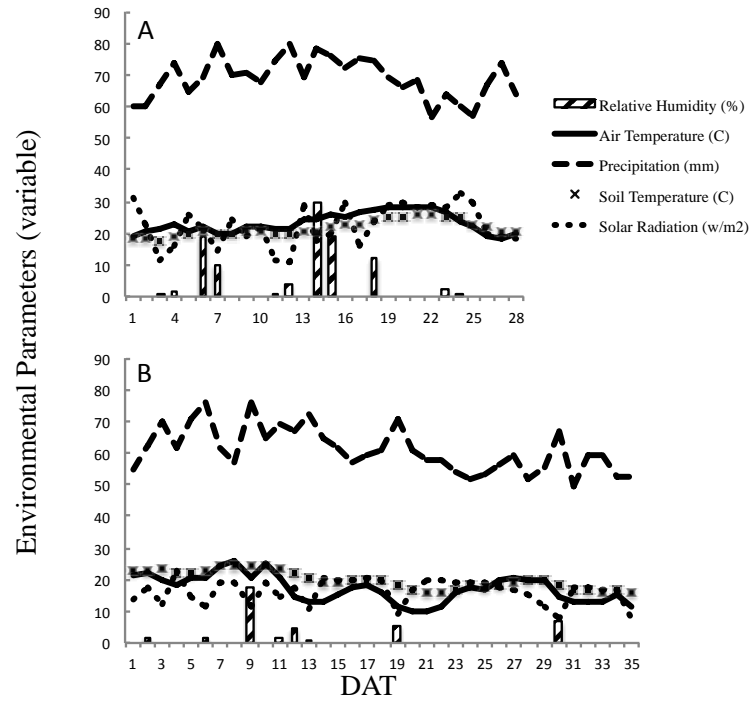 A
90
80
70
60
50
40
30
20
10
0
1 4 7 10 13 16 19 22 25 28
Relative Humidity (%)
Air Temperature (C)
Precipitation (mm)
Soil Temperature (C)
Solar Radiation (w/m2)
Environmental Parameters (variable)
B
90
80
70
60
50
40
30
20
10
0
1 3 5 7 9 11 13 15 17 19 21 23 25 27 29 31 33 35
DAT